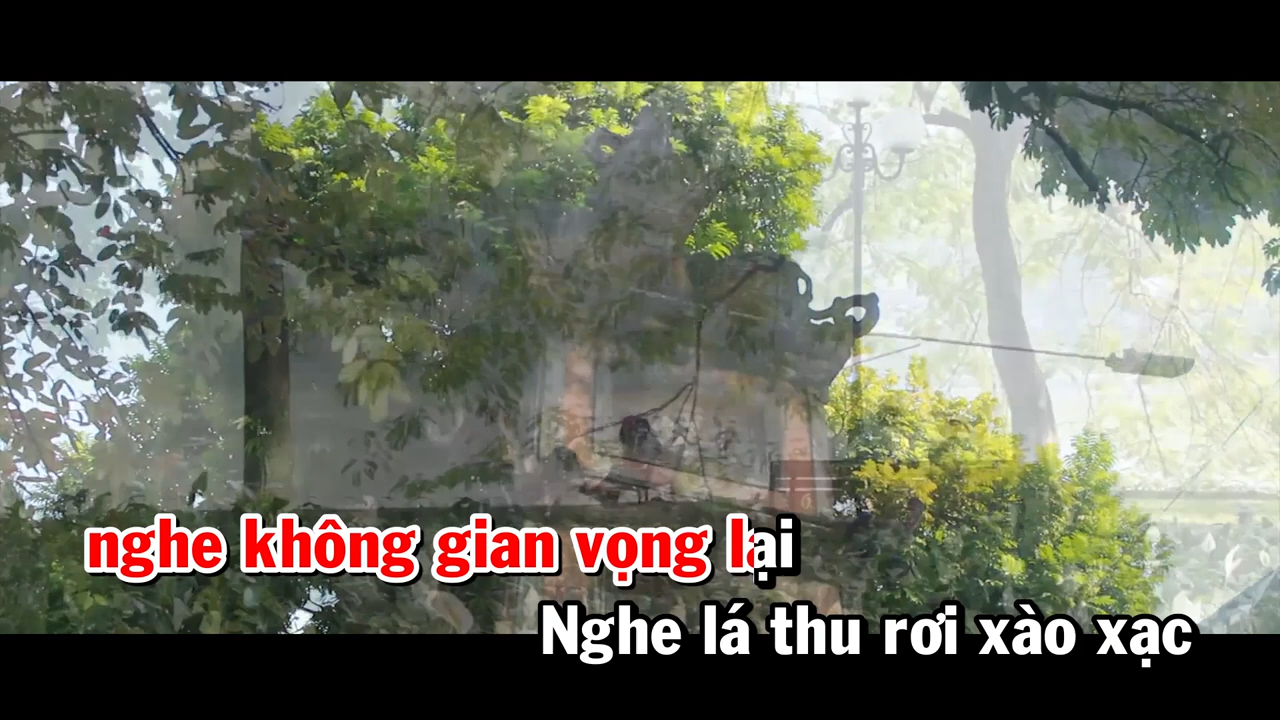 nghe không gian vọng lại
Nghe lá thu rơi xào xạc